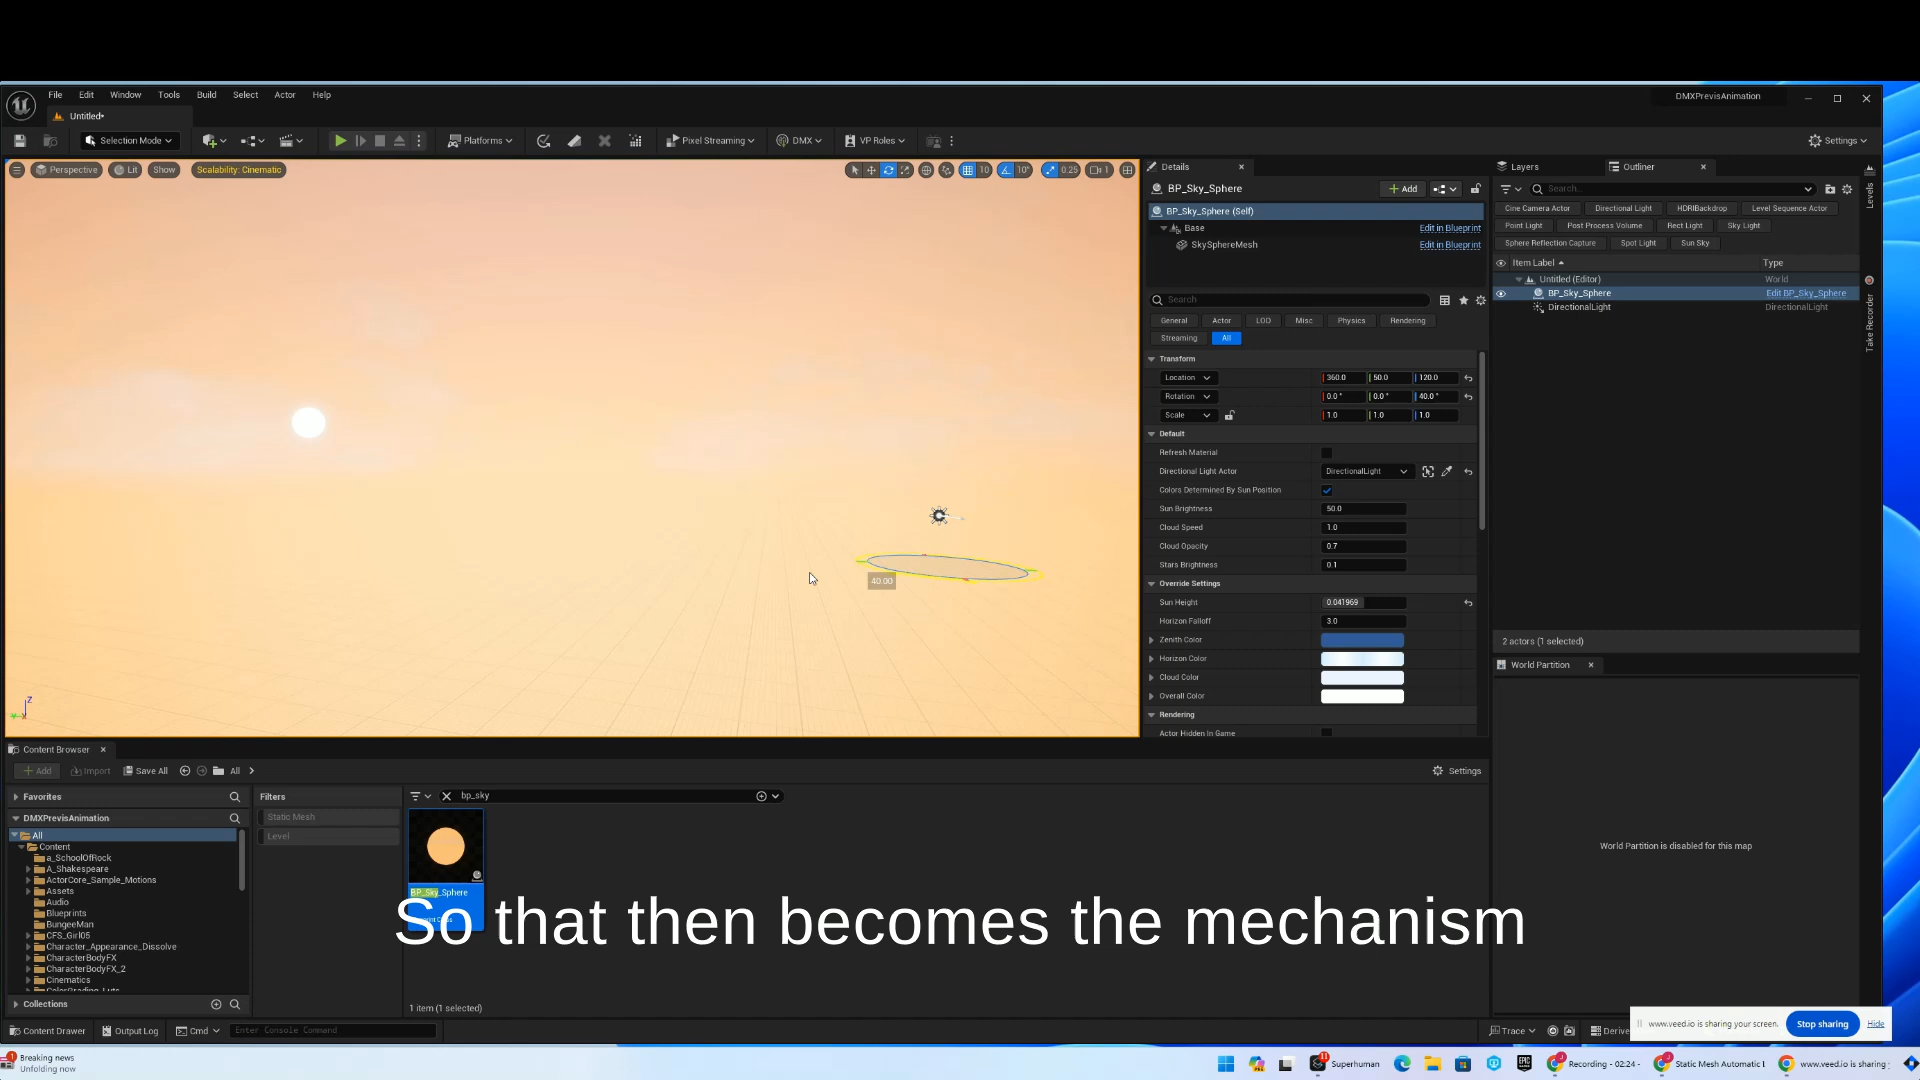 File Edit Window Tools Build Select Actor Help
DMXPrevisAnimation
Untitled*
Selection Mode
Platforms
Pixel Streaming
DMX
VP Roles
Settings
Perspective
Lit
Show
Scalability: Cinematic
10
10°
0.25
1
40.00
Z
Details
BP_Sky_Sphere
+ Add
BP_Sky_Sphere (Self)
Base
Edit in Blueprint
SkySphereMesh
Edit in Blueprint
Search
General Actor LOD Misc Physics Rendering
Streaming All
Transform
Location 360.0 50.0 120.0
Rotation 0.0° 0.0° 40.0°
Scale 1.0 1.0 1.0
Default
Refresh Material
Directional Light Actor DirectionalLight
Colors Determined By Sun Position
Sun Brightness 50.0
Cloud Speed 1.0
Cloud Opacity 0.7
Stars Brightness 0.1
Override Settings
Sun Height 0.041969
Horizon Falloff 3.0
Zenith Color
Horizon Color
Cloud Color
Overall Color
Rendering
Actor Hidden In Game
Layers
Outliner
Search...
Cine Camera Actor Directional Light HDRIBackdrop Level Sequence Actor
Point Light Post Process Volume Rect Light Sky Light
Sphere Reflection Capture Spot Light Sun Sky
Item Label Type
Untitled (Editor) World
BP_Sky_Sphere Edit BP_Sky_Sphere
DirectionalLight DirectionalLight
2 actors (1 selected)
World Partition
World Partition is disabled for this map
Levels
Take Recorder
Content Browser
+ Add Import Save All All
Settings
Favorites
DMXPrevisAnimation
All
Content
a_SchoolOfRock
A_Shakespeare
ActorCore_Sample_Motions
Assets
Audio
Blueprints
BungeeMan
CFS_Girl05
Character_Appearance_Dissolve
CharacterBodyFX
CharacterBodyFX_2
Cinematics
ColorGrading_Luts
Collections
Filters
Static Mesh
Level
bp_sky
BP_Sky_Sphere
So that then becomes the mechanism
1 item (1 selected)
Content Drawer
Output Log
Cmd
Enter Console Command
Trace
www.veed.io is sharing your screen.
Stop sharing
Hide
1
Breaking news
Unfolding now
11
Superhuman
Recording - 02:24 -
Static Mesh Automatic
www.veed.io is sharing